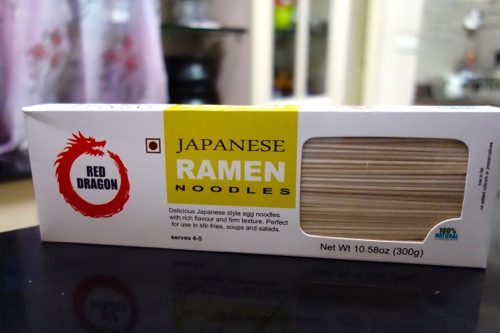 RED
DRAGON
JAPANESE
RAMEN
NOODLES
Delicious Japanese style egg noodles
with rich flavour and firm texture. Perfect
for use in stir-fries, soups and salads.
serves 4-5
Net Wt 10.58oz (300g)
100%
NATURAL